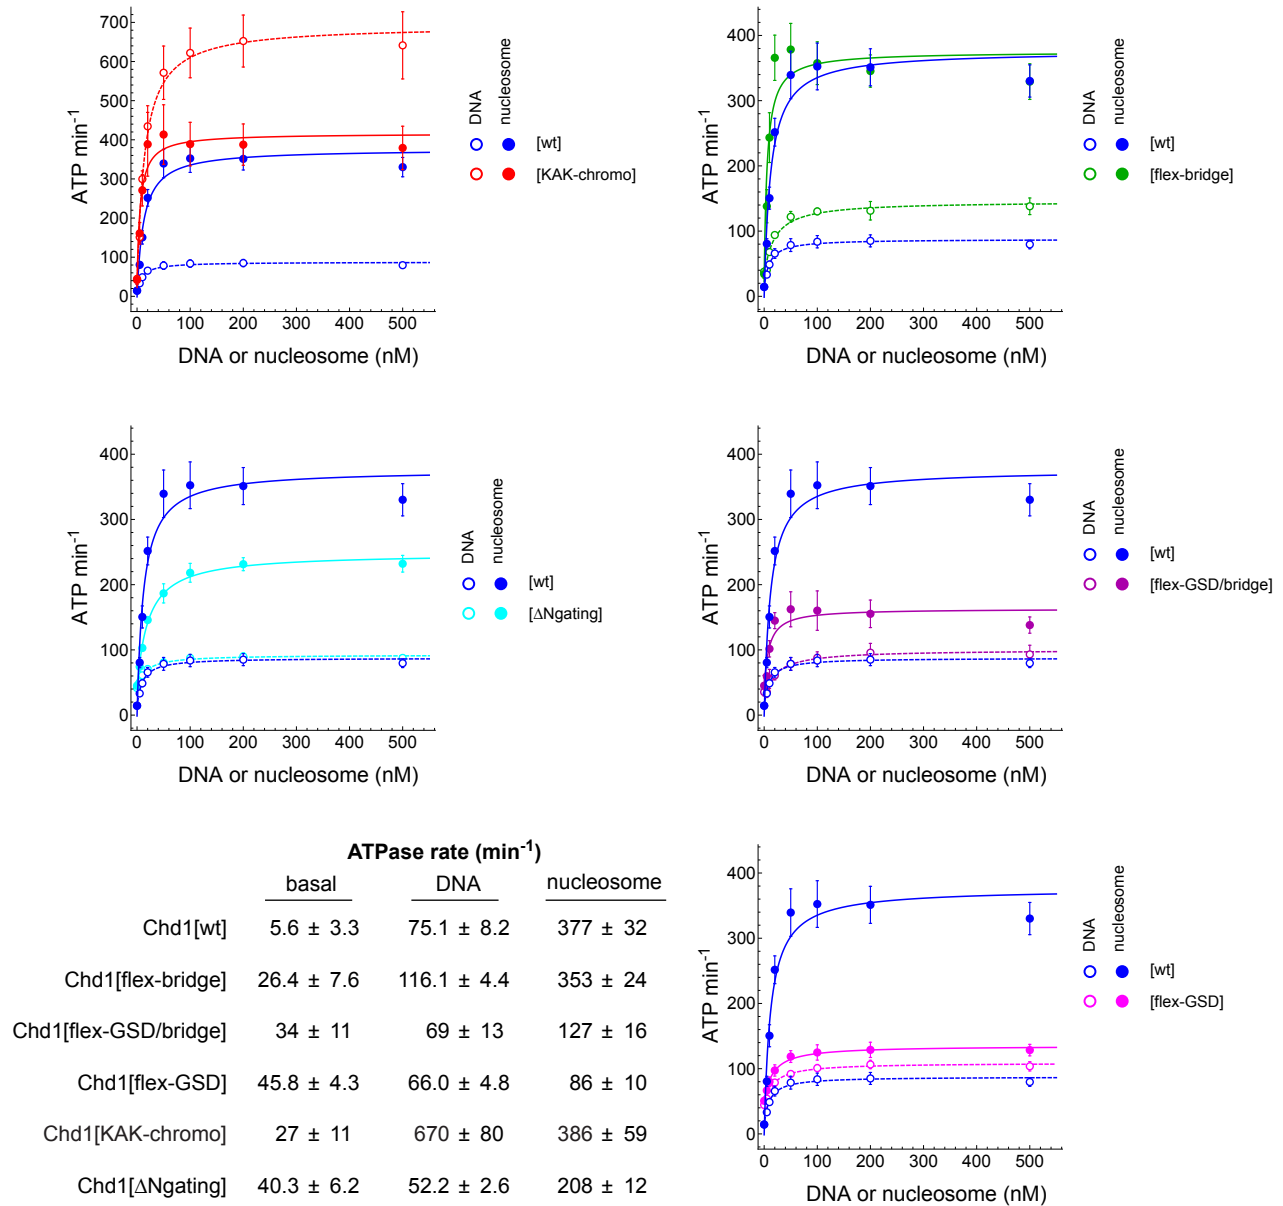 700
600
500
400
300
200
100
0
ATP min-1
0 100 200 300 400 500
DNA or nucleosome (nM)
DNA
nucleosome
[wt]
[KAK-chromo]
400
300
200
100
0
ATP min-1
0 100 200 300 400 500
DNA or nucleosome (nM)
DNA
nucleosome
[wt]
[flex-bridge]
400
300
200
100
0
ATP min-1
0 100 200 300 400 500
DNA or nucleosome (nM)
DNA
nucleosome
[wt]
[ΔNgating]
400
300
200
100
0
ATP min-1
0 100 200 300 400 500
DNA or nucleosome (nM)
DNA
nucleosome
[wt]
[flex-GSD/bridge]
ATPase rate (min-1)
basal DNA nucleosome
Chd1[wt] 5.6 ± 3.3 75.1 ± 8.2 377 ± 32
Chd1[flex-bridge] 26.4 ± 7.6 116.1 ± 4.4 353 ± 24
Chd1[flex-GSD/bridge] 34 ± 11 69 ± 13 127 ± 16
Chd1[flex-GSD] 45.8 ± 4.3 66.0 ± 4.8 86 ± 10
Chd1[KAK-chromo] 27 ± 11 670 ± 80 386 ± 59
Chd1[ΔNgating] 40.3 ± 6.2 52.2 ± 2.6 208 ± 12
400
300
200
100
0
ATP min-1
0 100 200 300 400 500
DNA or nucleosome (nM)
DNA
nucleosome
[wt]
[flex-GSD]